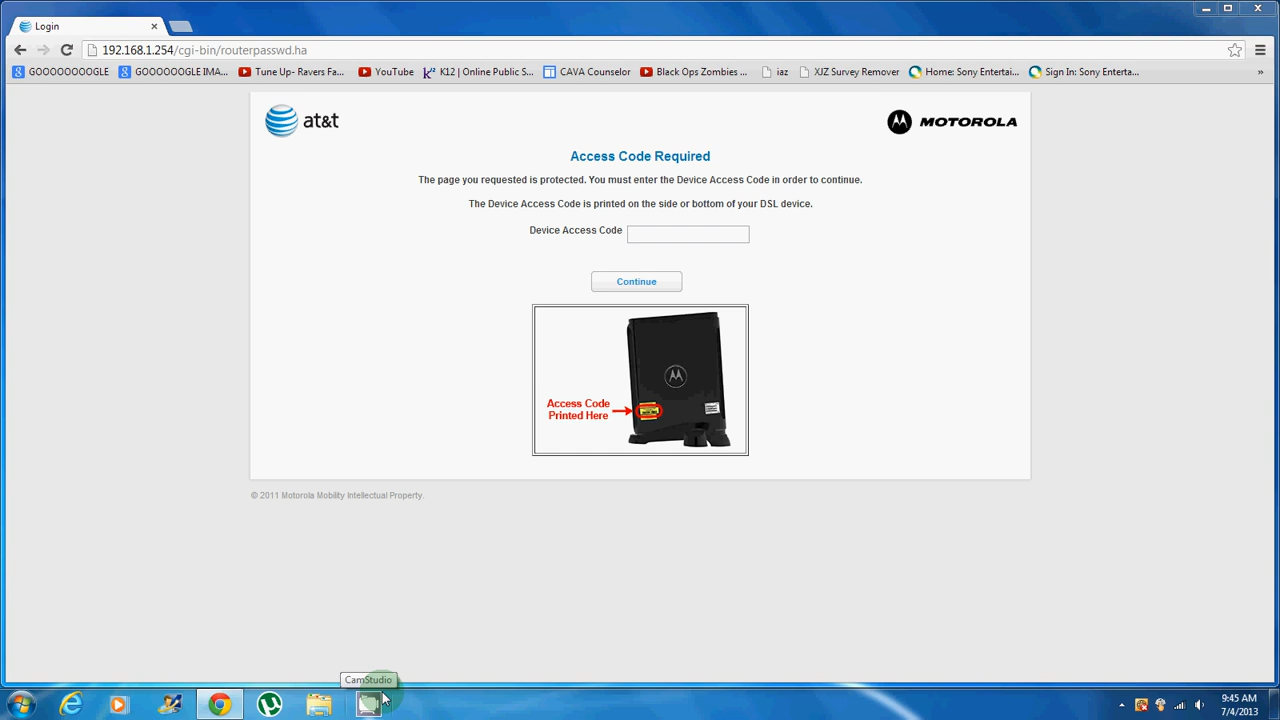 Login
192.168.1.254/cgi-bin/routerpasswd.ha
GOOOOOOOOGLE
GOOOOOOGLE IMA...
Tune Up- Ravers Fa...
YouTube
K12 | Online Public S...
CAVA Counselor
Black Ops Zombies ...
iaz
XJZ Survey Remover
Home: Sony Entertai...
Sign In: Sony Enterta...
»
at&t
MOTOROLA
Access Code Required
The page you requested is protected. You must enter the Device Access Code in order to continue.
The Device Access Code is printed on the side or bottom of your DSL device.
Device Access Code
Continue
Access Code
Printed Here
© 2011 Motorola Mobility Intellectual Property.
CamStudio
9:45 AM
7/4/2013